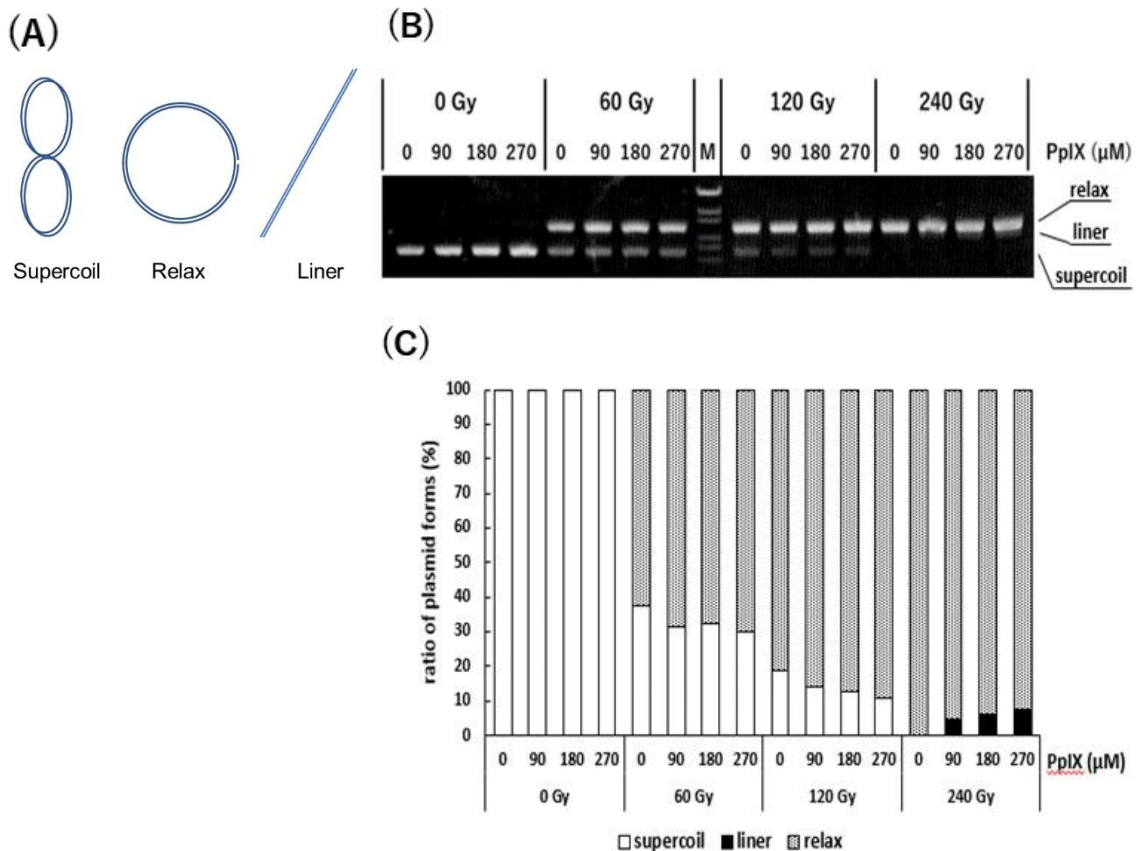 (A)
Supercoil Relax Liner
(B)
0 Gy 60 Gy 120 Gy 240 Gy
0 90 180 270 0 90 180 270 M 0 90 180 270 0 90 180 270 PpIX (μM)
relax
liner
supercoil
(C)
ratio of plasmid forms (%)
100
90
80
70
60
50
40
30
20
10
0
0 90 180 270 0 90 180 270 0 90 180 270 0 90 180 270 PpIX (μM)
0 Gy 60 Gy 120 Gy 240 Gy
supercoil liner relax